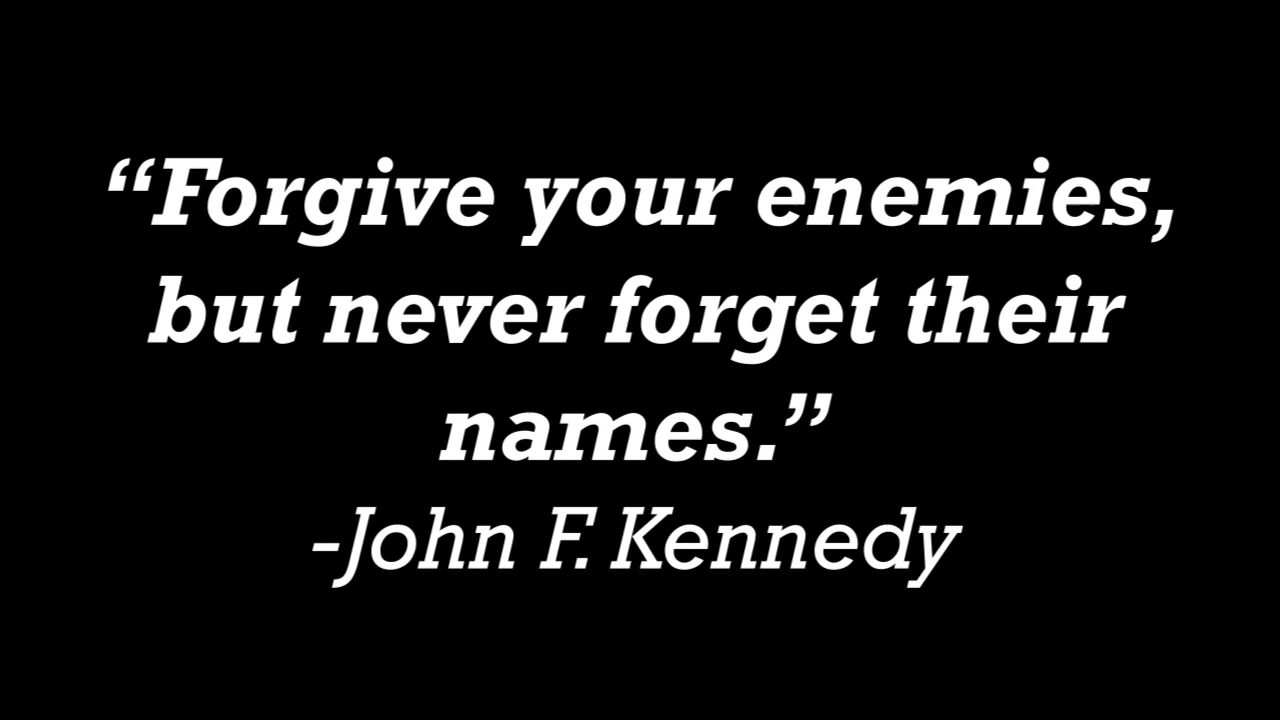 “Forgive your enemies,
but never forget their
names.”
-John F. Kennedy